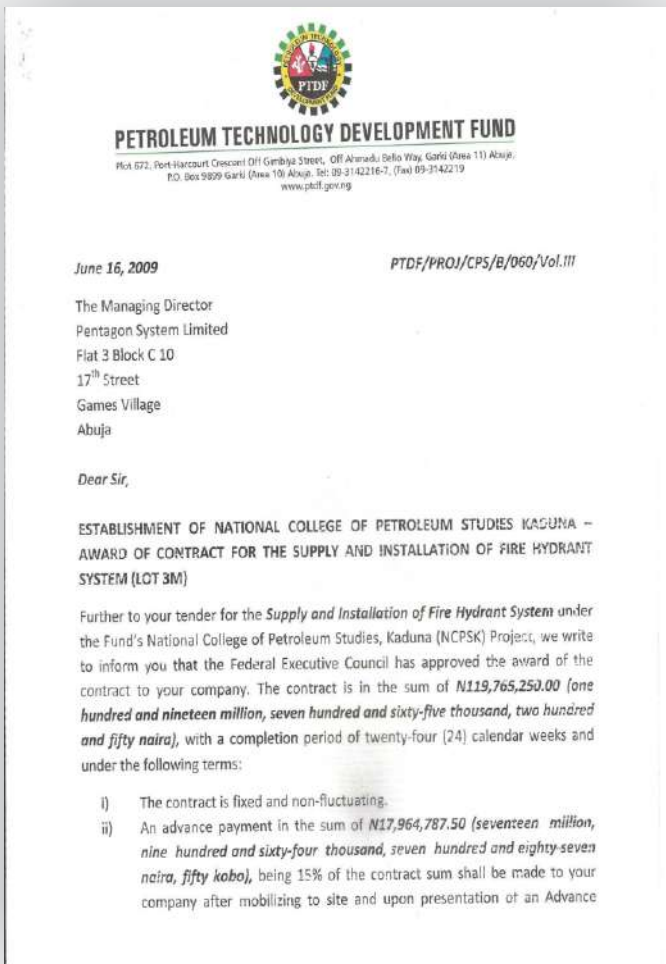 PETROLEUM TECHNOLOGY
PTDF
DEVELOPMENT FUND
PETROLEUM TECHNOLOGY DEVELOPMENT FUND
Plot 672, Port-Harcourt Crescent Off Gimbiya Street, Off Ahmadu Bello Way, Garki (Area 11) Abuja,
P.O. Box 9899 Garki (Area 10) Abuja. Tel: 09-3142216-7, (Fax) 09-3142219
www.ptdf.gov.ng
June 16, 2009 PTDF/PROJ/CPS/B/060/Vol.III
The Managing Director
Pentagon System Limited
Flat 3 Block C 10
17th Street
Games Village
Abuja
Dear Sir,
ESTABLISHMENT OF NATIONAL COLLEGE OF PETROLEUM STUDIES KADUNA –
AWARD OF CONTRACT FOR THE SUPPLY AND INSTALLATION OF FIRE HYDRANT
SYSTEM (LOT 3M)
Further to your tender for the Supply and Installation of Fire Hydrant System under
the Fund's National College of Petroleum Studies, Kaduna (NCPSK) Project, we write
to inform you that the Federal Executive Council has approved the award of the
contract to your company. The contract is in the sum of N119,765,250.00 (one
hundred and nineteen million, seven hundred and sixty-five thousand, two hundred
and fifty naira), with a completion period of twenty-four (24) calendar weeks and
under the following terms:
i) The contract is fixed and non-fluctuating.
ii) An advance payment in the sum of N17,964,787.50 (seventeen million,
nine hundred and sixty-four thousand, seven hundred and eighty-seven
naira, fifty kobo), being 15% of the contract sum shall be made to your
company after mobilizing to site and upon presentation of an Advance